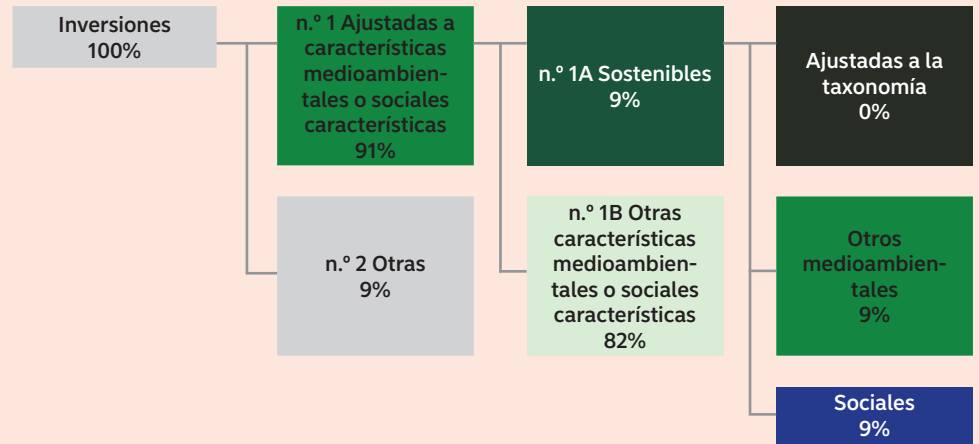 Inversiones
100%
n.º 1 Ajustadas a
características
medioambien-
tales o sociales
características
91%
n.º 2 Otras
9%
n.º 1A Sostenibles
9%
n.º 1B Otras
características
medioambien-
tales o sociales
características
82%
Ajustadas a la
taxonomía
0%
Otros
medioambien-
tales
9%
Sociales
9%